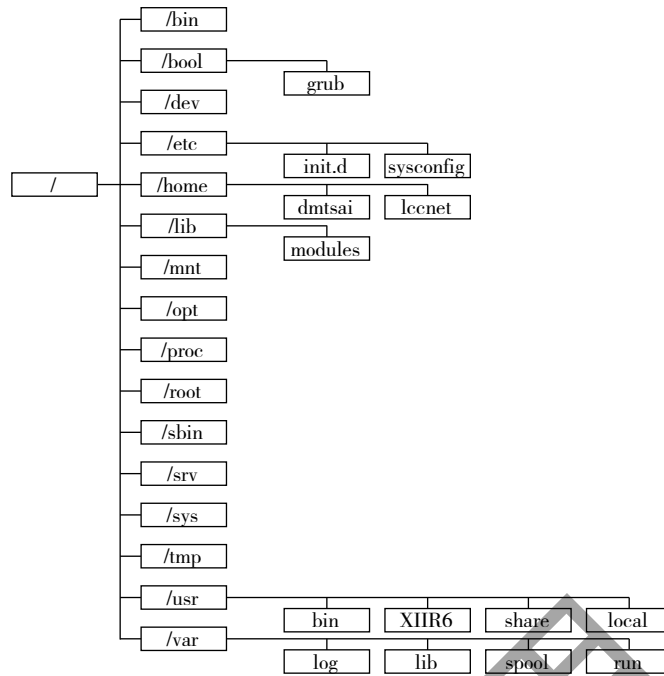 /bin
/bool
grub
/dev
/etc
init.d sysconfig
/ /home
dmtsai lccnet
/lib
modules
/mnt
/opt
/proc
/root
/sbin
/srv
/sys
/tmp
/usr
bin XIIR6 share local
/var
log lib spool run